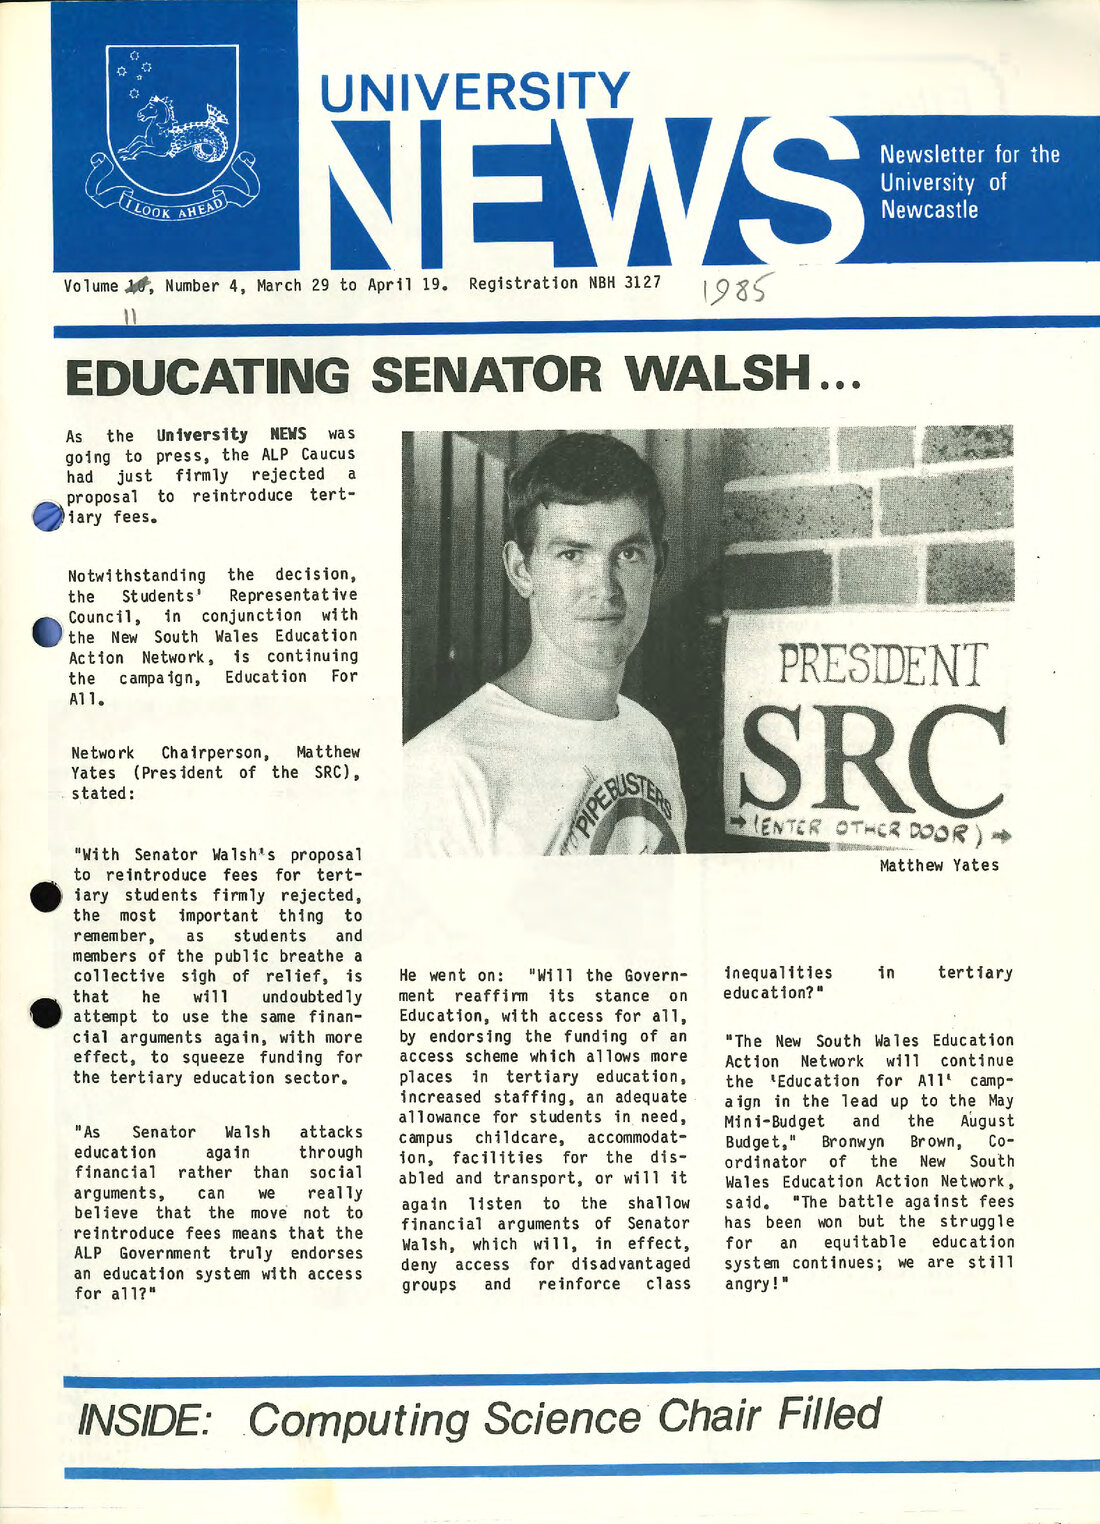 I LOOK AHEAD
UNIVERSITY
NEWS
Newsletter for the
University of
Newcastle
Volume 10, Number 4, March 29 to April 19. Registration NBH 3127
1985
11
EDUCATING SENATOR WALSH...
As the University NEWS was
going to press, the ALP Caucus
had just firmly rejected a
proposal to reintroduce tert-
iary fees.
Notwithstanding the decision,
the Students' Representative
Council, in conjunction with
the New South Wales Education
Action Network, is continuing
the campaign, Education For
All.
Network Chairperson, Matthew
Yates (President of the SRC),
stated:
"With Senator Walsh's proposal
to reintroduce fees for tert-
iary students firmly rejected,
the most important thing to
remember, as students and
members of the public breathe a
collective sigh of relief, is
that he will undoubtedly
attempt to use the same finan-
cial arguments again, with more
effect, to squeeze funding for
the tertiary education sector.
"As Senator Walsh attacks
education again through
financial rather than social
arguments, can we really
believe that the move not to
reintroduce fees means that the
ALP Government truly endorses
an education system with access
for all?"
PIPEBUSTERS
PRESIDENT
SRC
→ (ENTER OTHER DOOR) →
Matthew Yates
He went on: "Will the Govern-
ment reaffirm its stance on
Education, with access for all,
by endorsing the funding of an
access scheme which allows more
places in tertiary education,
increased staffing, an adequate
allowance for students in need,
campus childcare, accommodat-
ion, facilities for the dis-
abled and transport, or will it
again listen to the shallow
financial arguments of Senator
Walsh, which will, in effect,
deny access for disadvantaged
groups and reinforce class
inequalities in tertiary
education?"
"The New South Wales Education
Action Network will continue
the 'Education for All' camp-
aign in the lead up to the May
Mini-Budget and the August
Budget," Bronwyn Brown, Co-
ordinator of the New South
Wales Education Action Network,
said. "The battle against fees
has been won but the struggle
for an equitable education
system continues; we are still
angry!"
INSIDE: Computing Science Chair Filled